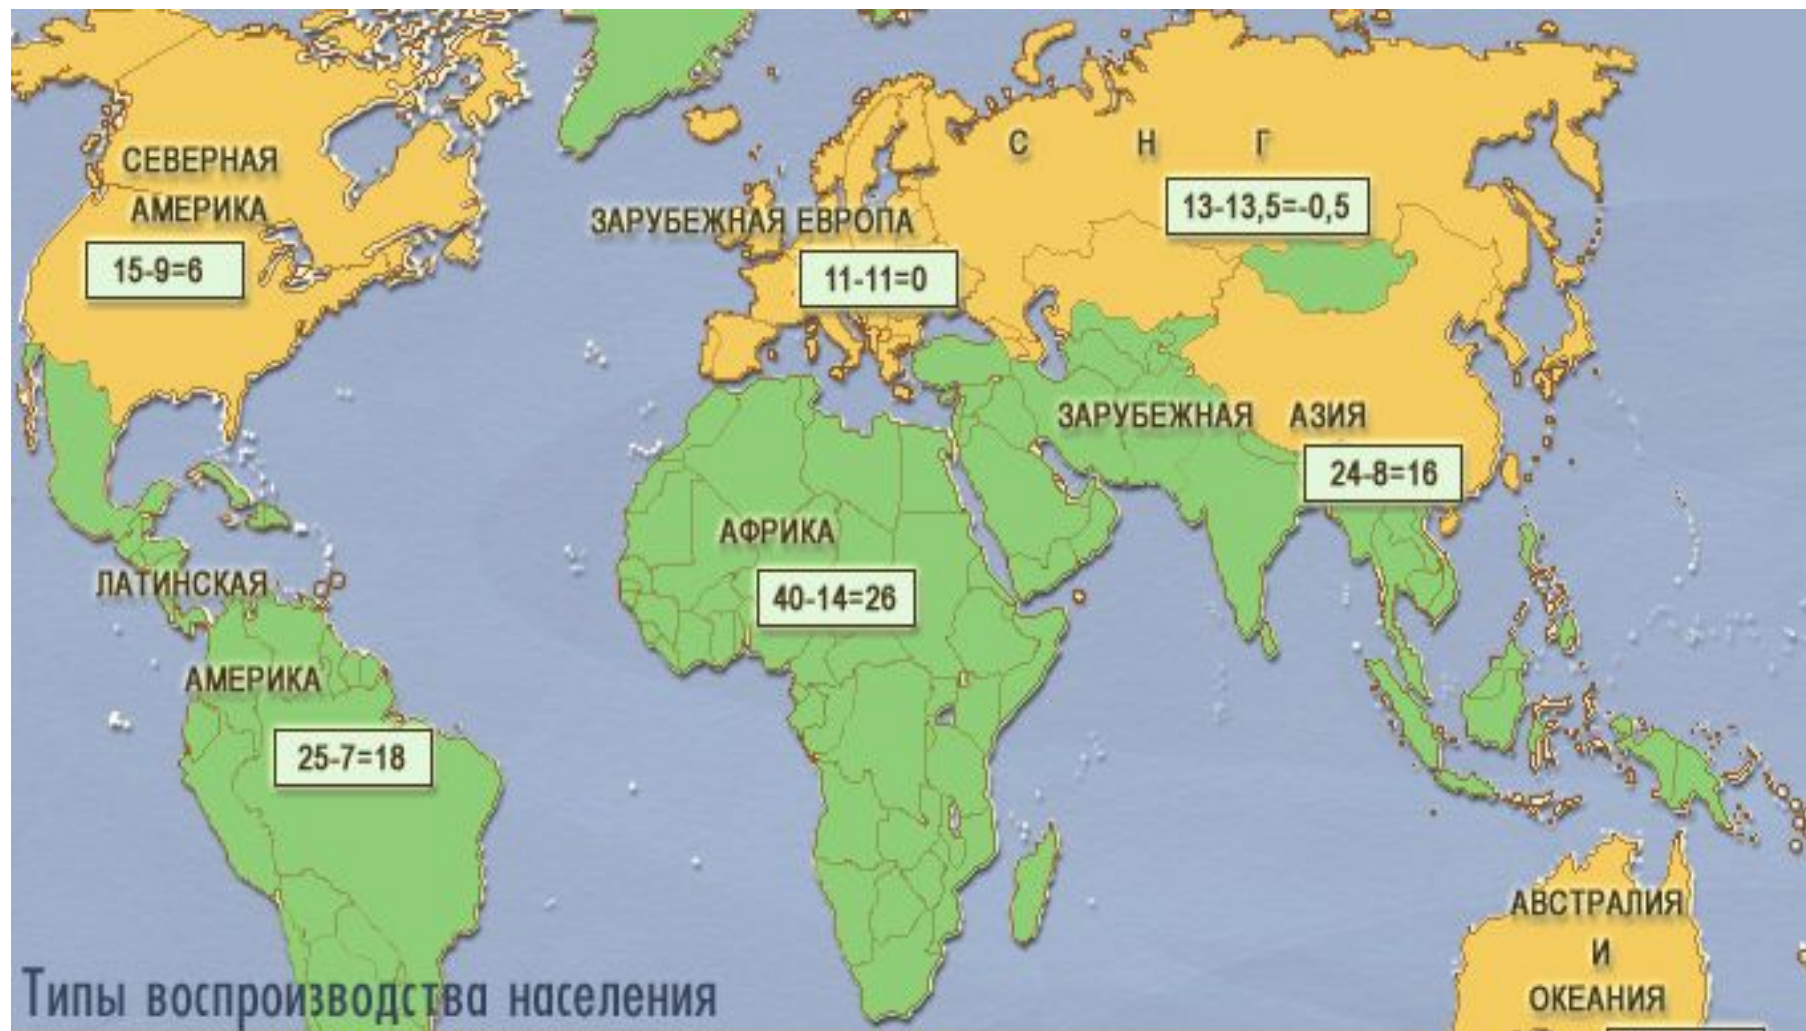 СЕВЕРНАЯ
АМЕРИКА
15-9=6
ЗАРУБЕЖНАЯ ЕВРОПА
11-11=0
С Н Г
13-13,5=-0,5
ЗАРУБЕЖНАЯ АЗИЯ
24-8=16
АФРИКА
40-14=26
ЛАТИНСКАЯ
АМЕРИКА
25-7=18
АВСТРАЛИЯ
И
ОКЕАНИЯ
Типы воспроизводства населения